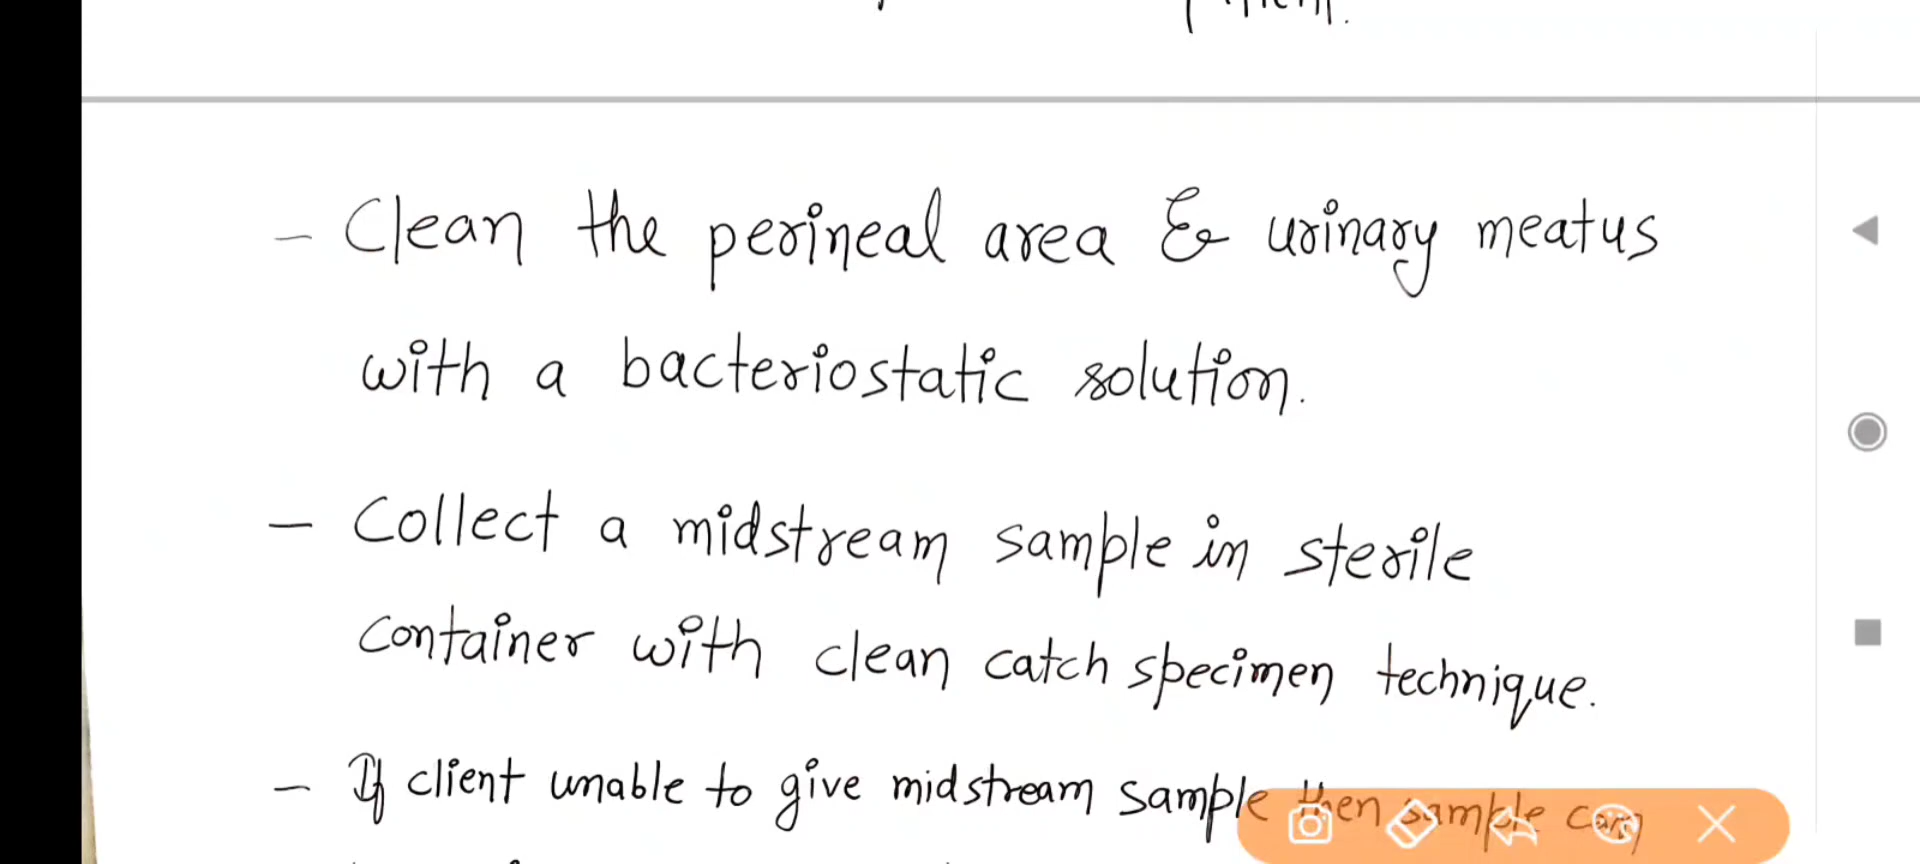 - Clean the perineal area & urinary meatus
with a bacteriostatic solution.
- Collect a midstream sample in sterile
container with clean catch specimen technique.
- If client unable to give midstream sample then sample can